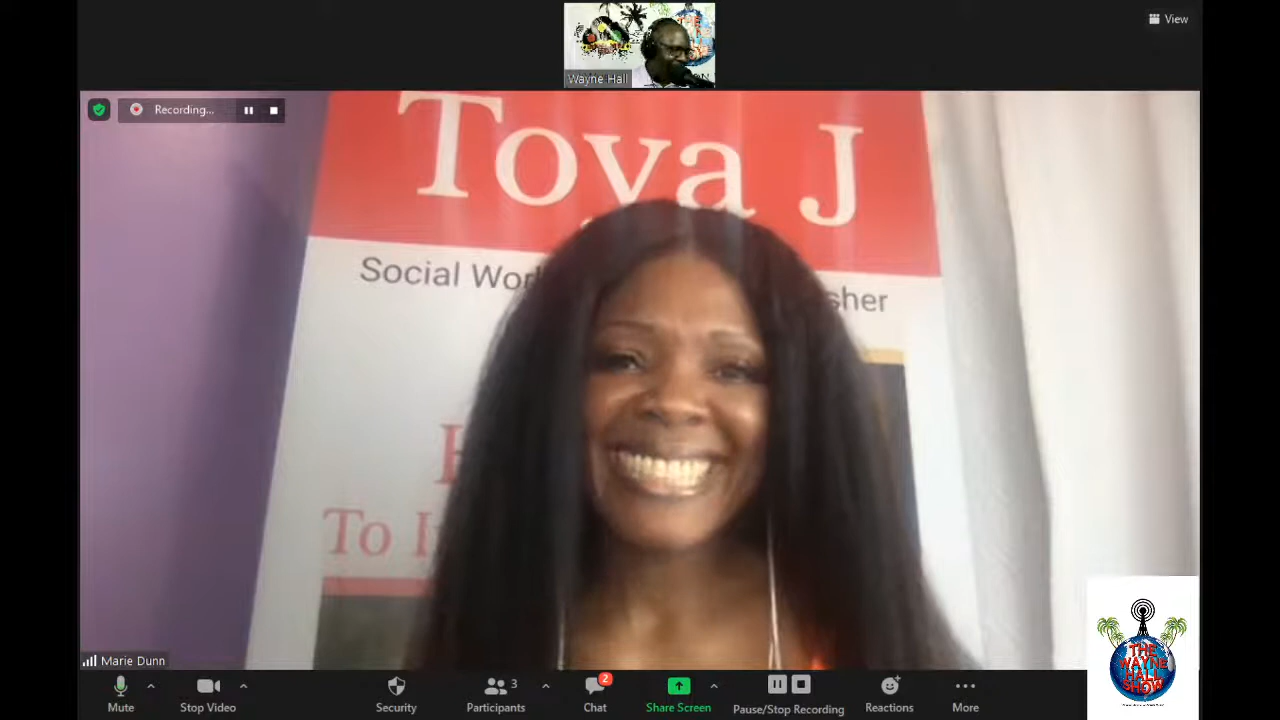 Wayne Hall
View
Recording...
Tova J
Social Wor
sher
To I
Marie Dunn
Mute
Stop Video
Security
3
Participants
2
Chat
Share Screen
Pause/Stop Recording
Reactions
More
THE
WAYNE
HALL
SHOW